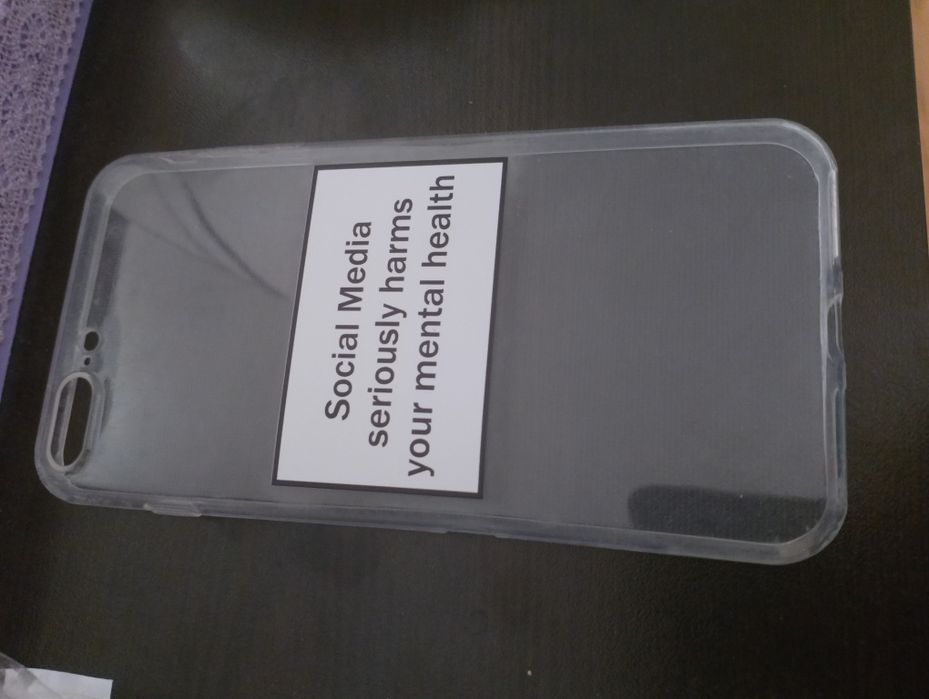 Social Media
seriously harms
your mental health